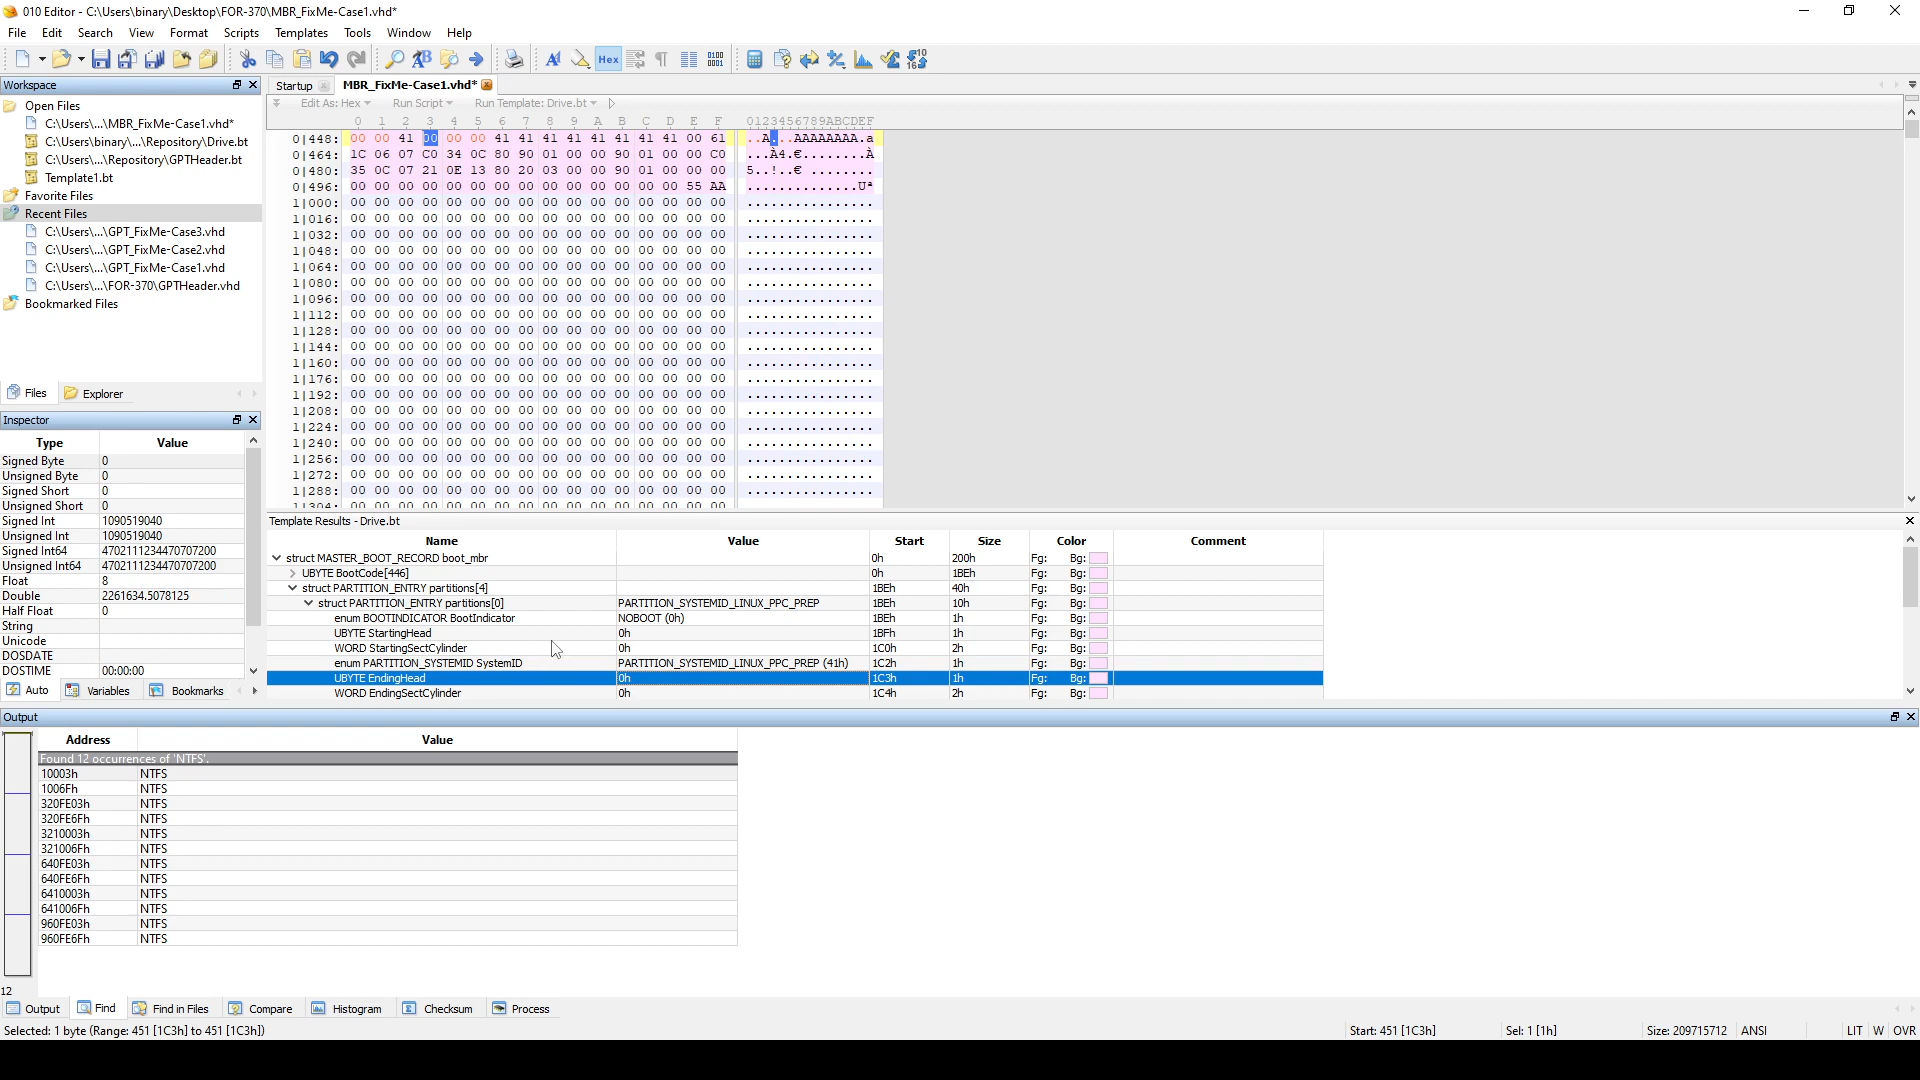 010 Editor - C:\Users\binary\Desktop\FOR-370\MBR_FixMe-Case1.vhd*
File Edit Search View Format Scripts Templates Tools Window Help
Workspace
Startup MBR_FixMe-Case1.vhd*
Open Files
C:\Users\...\MBR_FixMe-Case1.vhd*
C:\Users\binary\...\Repository\Drive.bt
C:\Users\...\Repository\GPTHeader.bt
Template1.bt
Favorite Files
Recent Files
C:\Users\...\GPT_FixMe-Case3.vhd
C:\Users\...\GPT_FixMe-Case2.vhd
C:\Users\...\GPT_FixMe-Case1.vhd
C:\Users\...\FOR-370\GPTHeader.vhd
Bookmarked Files
Files Explorer
Edit As: Hex Run Script Run Template: Drive.bt
0 1 2 3 4 5 6 7 8 9 A B C D E F 0123456789ABCDEF
0|448: 00 00 41 00 00 00 41 41 41 41 41 41 41 41 00 61 ..A...AAAAAAAA.a
0|464: 1C 06 07 C0 34 0C 80 90 01 00 00 90 01 00 00 C0 ...À4.€........À
0|480: 35 0C 07 21 0E 13 80 20 03 00 00 90 01 00 00 00 5..!..€ ........
0|496: 00 00 00 00 00 00 00 00 00 00 00 00 00 00 55 AA ..............Uª
1|000: 00 00 00 00 00 00 00 00 00 00 00 00 00 00 00 00 ................
1|016: 00 00 00 00 00 00 00 00 00 00 00 00 00 00 00 00 ................
1|032: 00 00 00 00 00 00 00 00 00 00 00 00 00 00 00 00 ................
1|048: 00 00 00 00 00 00 00 00 00 00 00 00 00 00 00 00 ................
1|064: 00 00 00 00 00 00 00 00 00 00 00 00 00 00 00 00 ................
1|080: 00 00 00 00 00 00 00 00 00 00 00 00 00 00 00 00 ................
1|096: 00 00 00 00 00 00 00 00 00 00 00 00 00 00 00 00 ................
1|112: 00 00 00 00 00 00 00 00 00 00 00 00 00 00 00 00 ................
1|128: 00 00 00 00 00 00 00 00 00 00 00 00 00 00 00 00 ................
1|144: 00 00 00 00 00 00 00 00 00 00 00 00 00 00 00 00 ................
1|160: 00 00 00 00 00 00 00 00 00 00 00 00 00 00 00 00 ................
1|176: 00 00 00 00 00 00 00 00 00 00 00 00 00 00 00 00 ................
1|192: 00 00 00 00 00 00 00 00 00 00 00 00 00 00 00 00 ................
1|208: 00 00 00 00 00 00 00 00 00 00 00 00 00 00 00 00 ................
1|224: 00 00 00 00 00 00 00 00 00 00 00 00 00 00 00 00 ................
1|240: 00 00 00 00 00 00 00 00 00 00 00 00 00 00 00 00 ................
1|256: 00 00 00 00 00 00 00 00 00 00 00 00 00 00 00 00 ................
1|272: 00 00 00 00 00 00 00 00 00 00 00 00 00 00 00 00 ................
1|288: 00 00 00 00 00 00 00 00 00 00 00 00 00 00 00 00 ................
1|304: 00 00 00 00 00 00 00 00 00 00 00 00 00 00 00 00
Inspector
Type Value
Signed Byte 0
Unsigned Byte 0
Signed Short 0
Unsigned Short 0
Signed Int 1090519040
Unsigned Int 1090519040
Signed Int64 4702111234470707200
Unsigned Int64 4702111234470707200
Float 8
Double 2261634.5078125
Half Float 0
String
Unicode
DOSDATE
DOSTIME 00:00:00
Auto Variables Bookmarks
Template Results - Drive.bt
Name Value Start Size Color Comment
struct MASTER_BOOT_RECORD boot_mbr 0h 200h Fg: Bg:
UBYTE BootCode[446] 0h 1BEh Fg: Bg:
struct PARTITION_ENTRY partitions[4] 1BEh 40h Fg: Bg:
struct PARTITION_ENTRY partitions[0] PARTITION_SYSTEMID_LINUX_PPC_PREP 1BEh 10h Fg: Bg:
enum BOOTINDICATOR BootIndicator NOBOOT (0h) 1BEh 1h Fg: Bg:
UBYTE StartingHead 0h 1BFh 1h Fg: Bg:
WORD StartingSectCylinder 0h 1C0h 2h Fg: Bg:
enum PARTITION_SYSTEMID SystemID PARTITION_SYSTEMID_LINUX_PPC_PREP (41h) 1C2h 1h Fg: Bg:
UBYTE EndingHead 0h 1C3h 1h Fg: Bg:
WORD EndingSectCylinder 0h 1C4h 2h Fg: Bg:
Output
Address Value
Found 12 occurrences of 'NTFS'.
10003h NTFS
1006Fh NTFS
320FE03h NTFS
320FE6Fh NTFS
3210003h NTFS
321006Fh NTFS
640FE03h NTFS
640FE6Fh NTFS
6410003h NTFS
641006Fh NTFS
960FE03h NTFS
960FE6Fh NTFS
12
Output Find Find in Files Compare Histogram Checksum Process
Selected: 1 byte (Range: 451 [1C3h] to 451 [1C3h]) Start: 451 [1C3h] Sel: 1 [1h] Size: 209715712 ANSI LIT W OVR